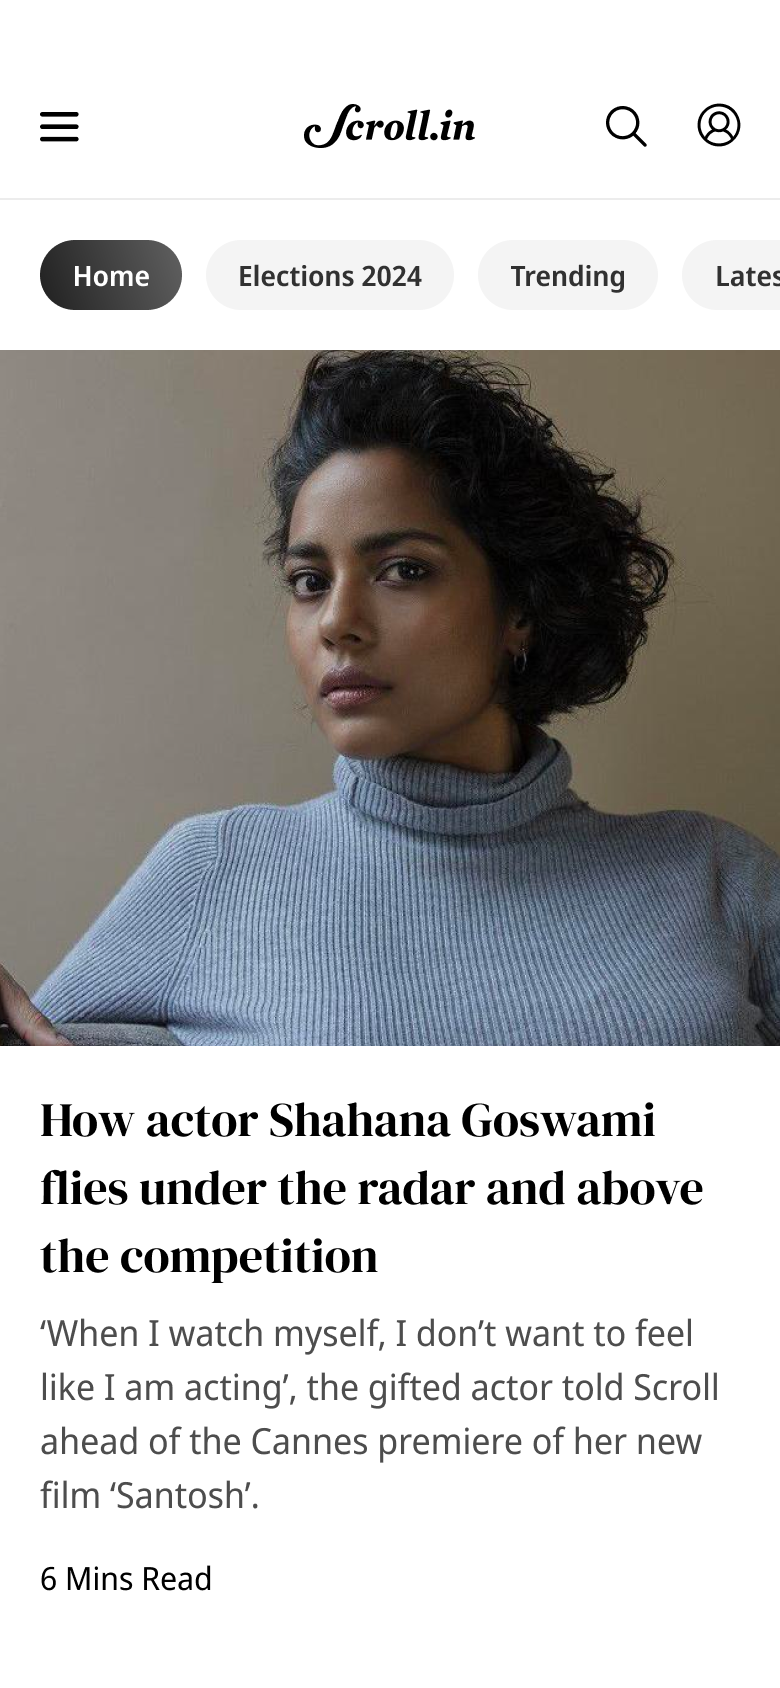 Scroll.in
Home
Elections 2024
Trending
How actor Shahana Goswami
flies under the radar and above
the competition
‘When I watch myself, I don’t want to feel
like I am acting’, the gifted actor told Scroll
ahead of the Cannes premiere of her new
film ‘Santosh’.
6 Mins Read